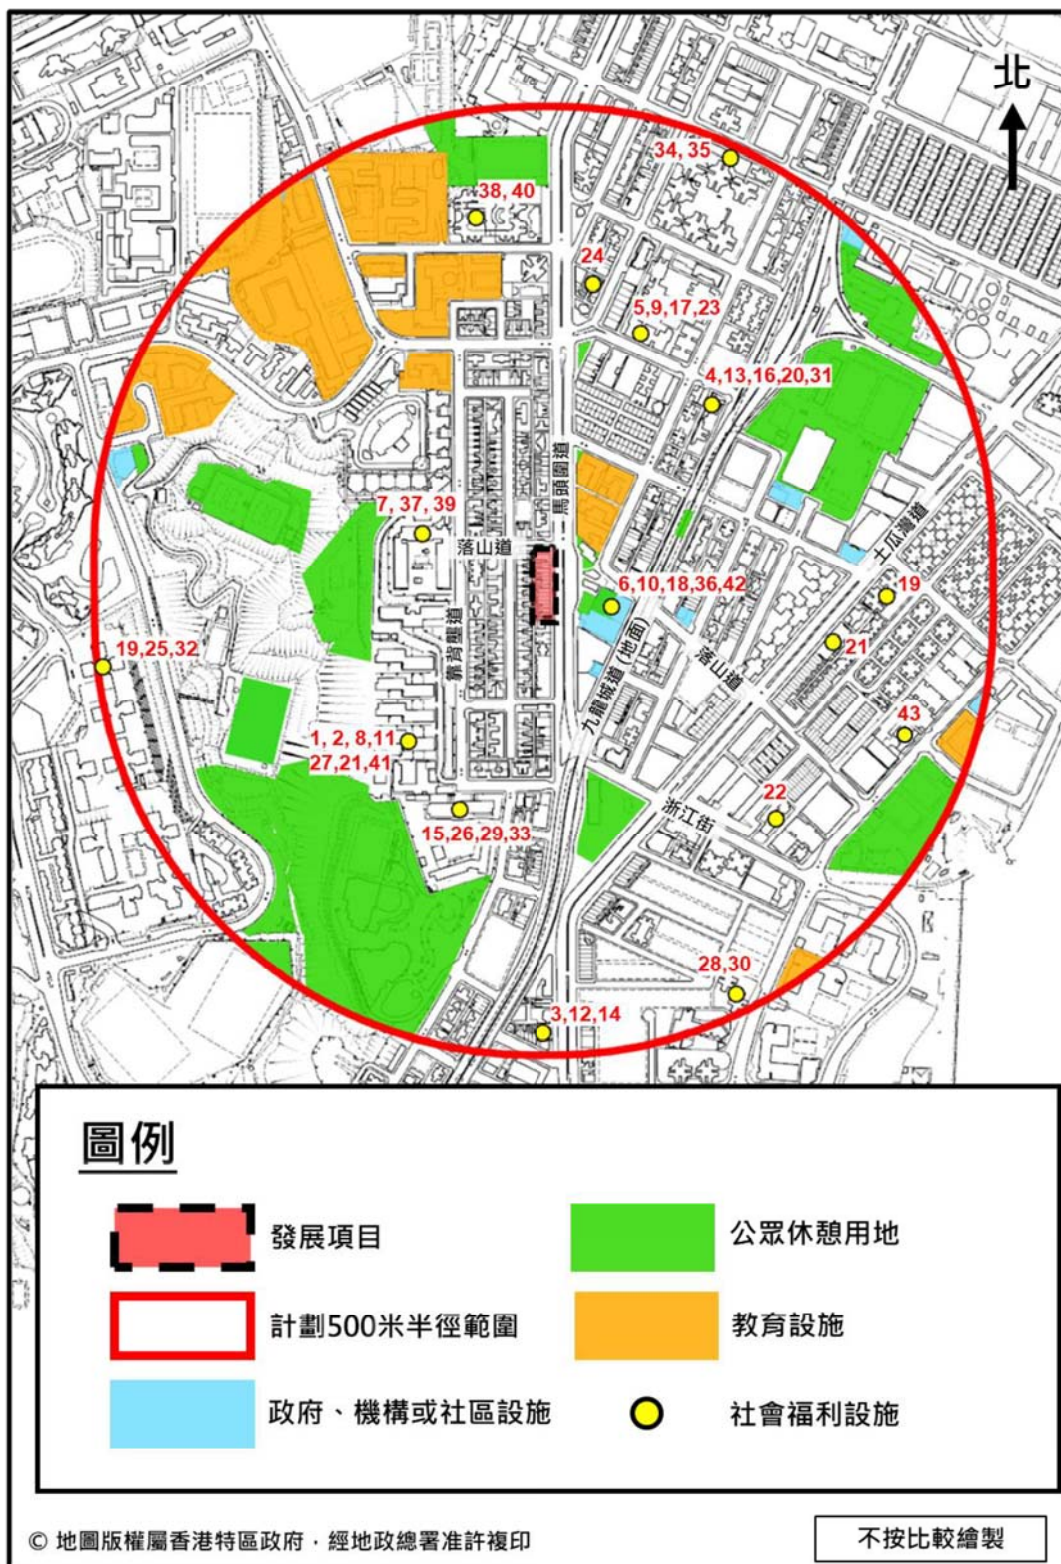 北
34, 35
38, 40
24
5,9,17,23
4,13,16,20,31
馬頭圍道
土瓜灣道
7, 37, 39
落山道
6,10,18,36,42
19
21
靠背壟道
九龍城道 (地面)
落山道
19,25,32
43
1, 2, 8,11
27,21,41
22
浙江街
15,26,29,33
28,30
3,12,14
圖例
發展項目
公眾休憩用地
計劃500米半徑範圍
教育設施
政府、機構或社區設施
社會福利設施
© 地圖版權屬香港特區政府，經地政總署准許複印
不按比較繪製